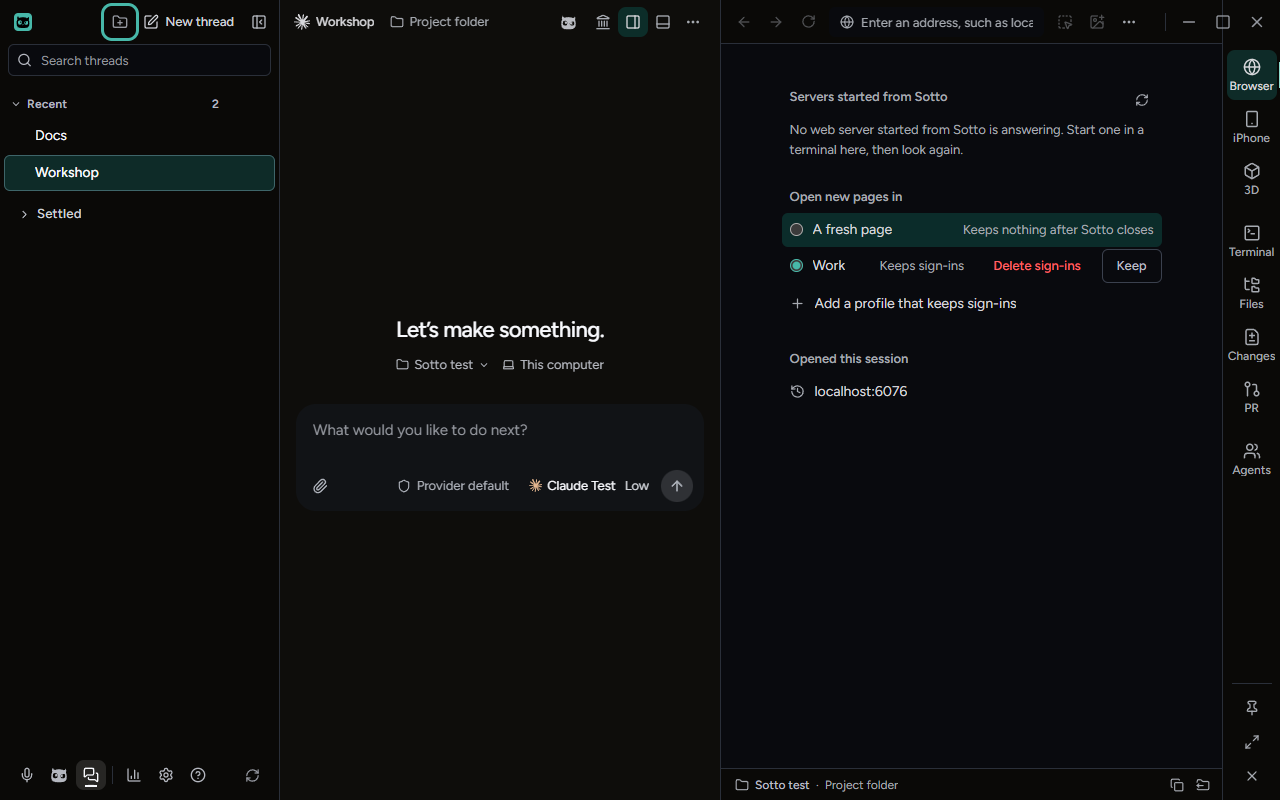 New thread
Search threads
Recent 2
Docs
Workshop
Settled
Workshop Project folder
Let's make something.
Sotto test This computer
What would you like to do next?
Provider default Claude Test Low
Enter an address, such as loca
Servers started from Sotto
No web server started from Sotto is answering. Start one in a
terminal here, then look again.
Open new pages in
A fresh page Keeps nothing after Sotto closes
Work Keeps sign-ins Delete sign-ins Keep
Add a profile that keeps sign-ins
Opened this session
localhost:6076
Sotto test · Project folder
Browser
iPhone
3D
Terminal
Files
Changes
PR
Agents